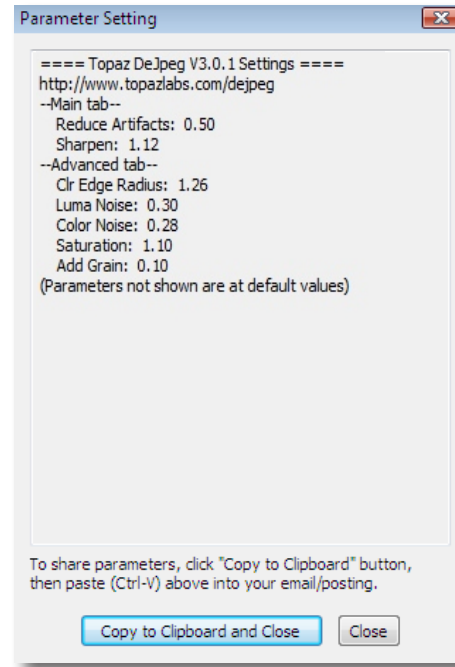 Parameter Setting
==== Topaz DeJpeg V3.0.1 Settings ====
http://www.topazlabs.com/dejpeg
--Main tab--
Reduce Artifacts: 0.50
Sharpen: 1.12
--Advanced tab--
Clr Edge Radius: 1.26
Luma Noise: 0.30
Color Noise: 0.28
Saturation: 1.10
Add Grain: 0.10
(Parameters not shown are at default values)
To share parameters, click "Copy to Clipboard" button,
then paste (Ctrl-V) above into your email/posting.
Copy to Clipboard and Close
Close